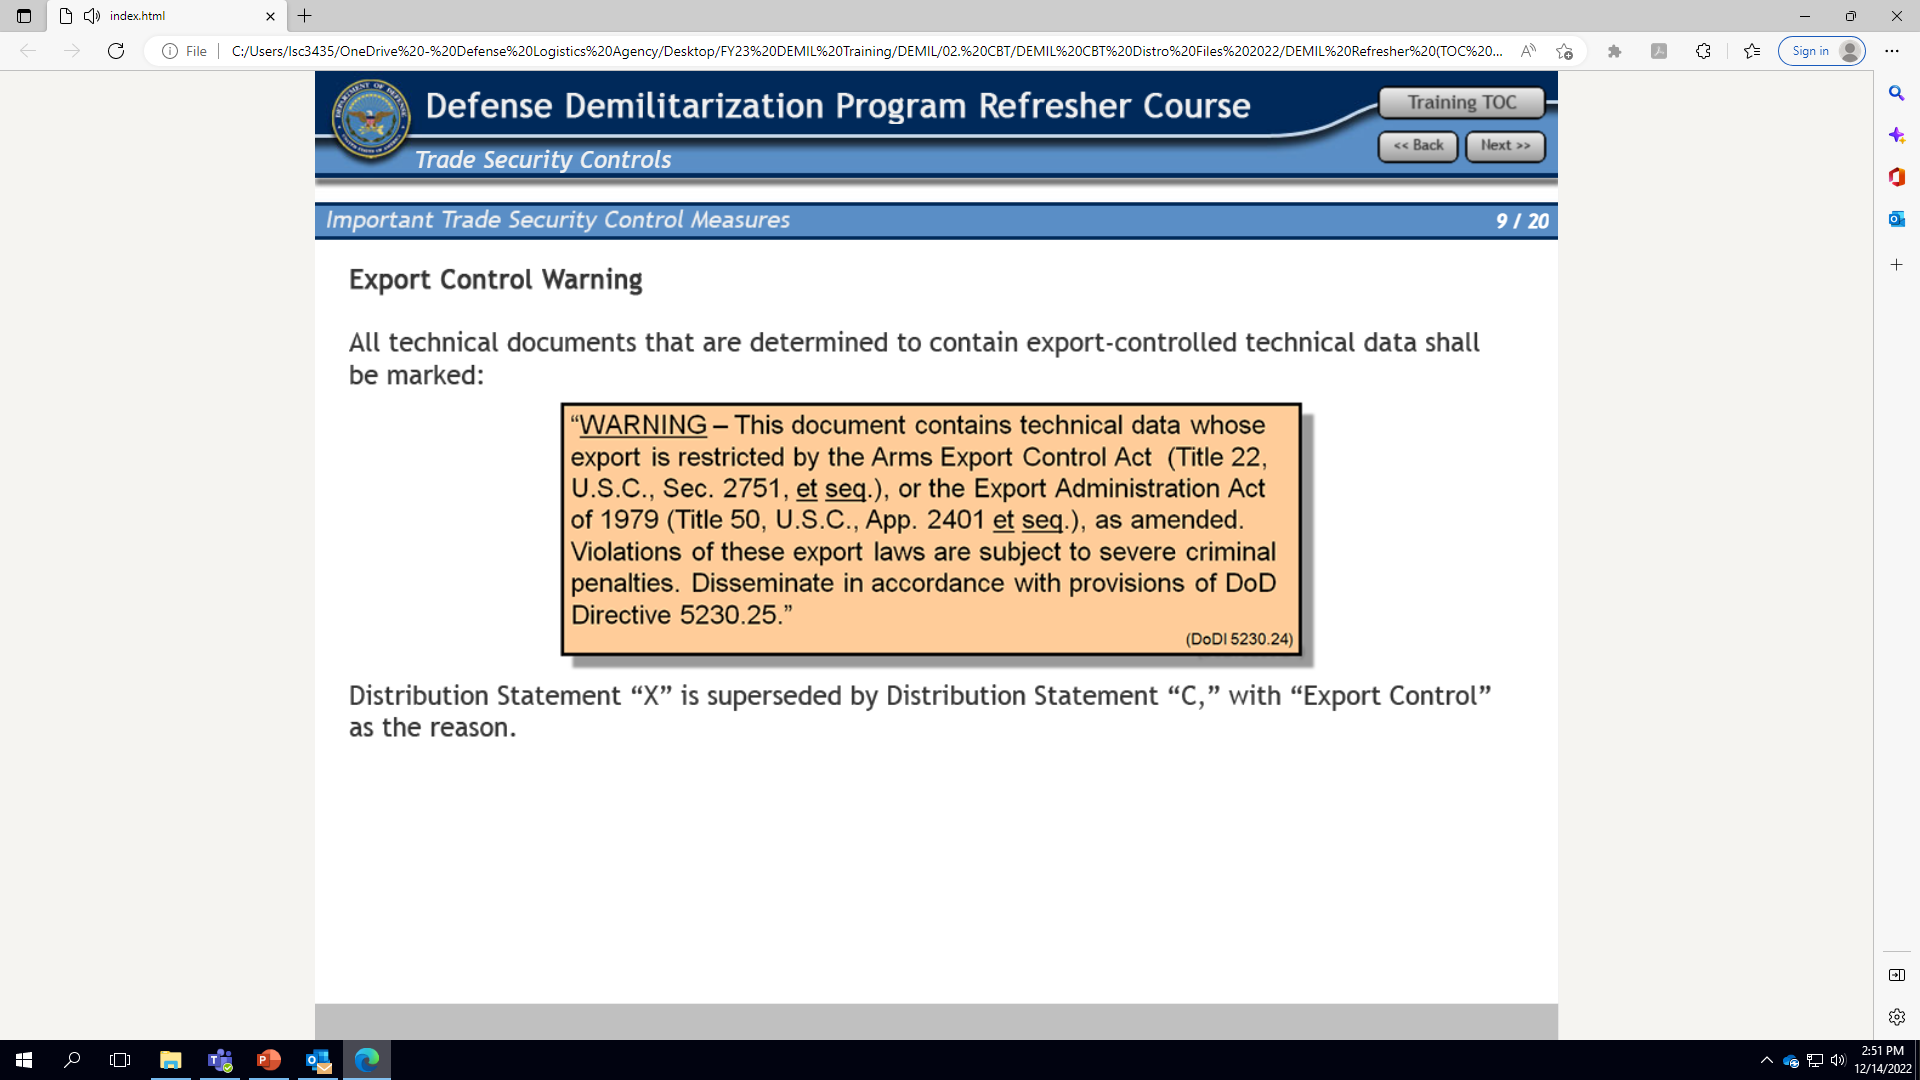 index.html
File
C:/Users/lsc3435/OneDrive%20-%20Defense%20Logistics%20Agency/Desktop/FY23%20DEMIL%20Training/DEMIL/02.%20CBT/DEMIL%20CBT%20Distro%20Files%202022/DEMIL%20Refresher%20(TOC%20...
Sign in
Defense Demilitarization Program Refresher Course
Training TOC
<< Back
Next >>
Trade Security Controls
Important Trade Security Control Measures
9 / 20
Export Control Warning
All technical documents that are determined to contain export-controlled technical data shall
be marked:
“WARNING – This document contains technical data whose
export is restricted by the Arms Export Control Act (Title 22,
U.S.C., Sec. 2751, et seq.), or the Export Administration Act
of 1979 (Title 50, U.S.C., App. 2401 et seq.), as amended.
Violations of these export laws are subject to severe criminal
penalties. Disseminate in accordance with provisions of DoD
Directive 5230.25.”
(DoDI 5230.24)
Distribution Statement “X” is superseded by Distribution Statement “C,” with “Export Control”
as the reason.
2:51 PM
12/14/2022